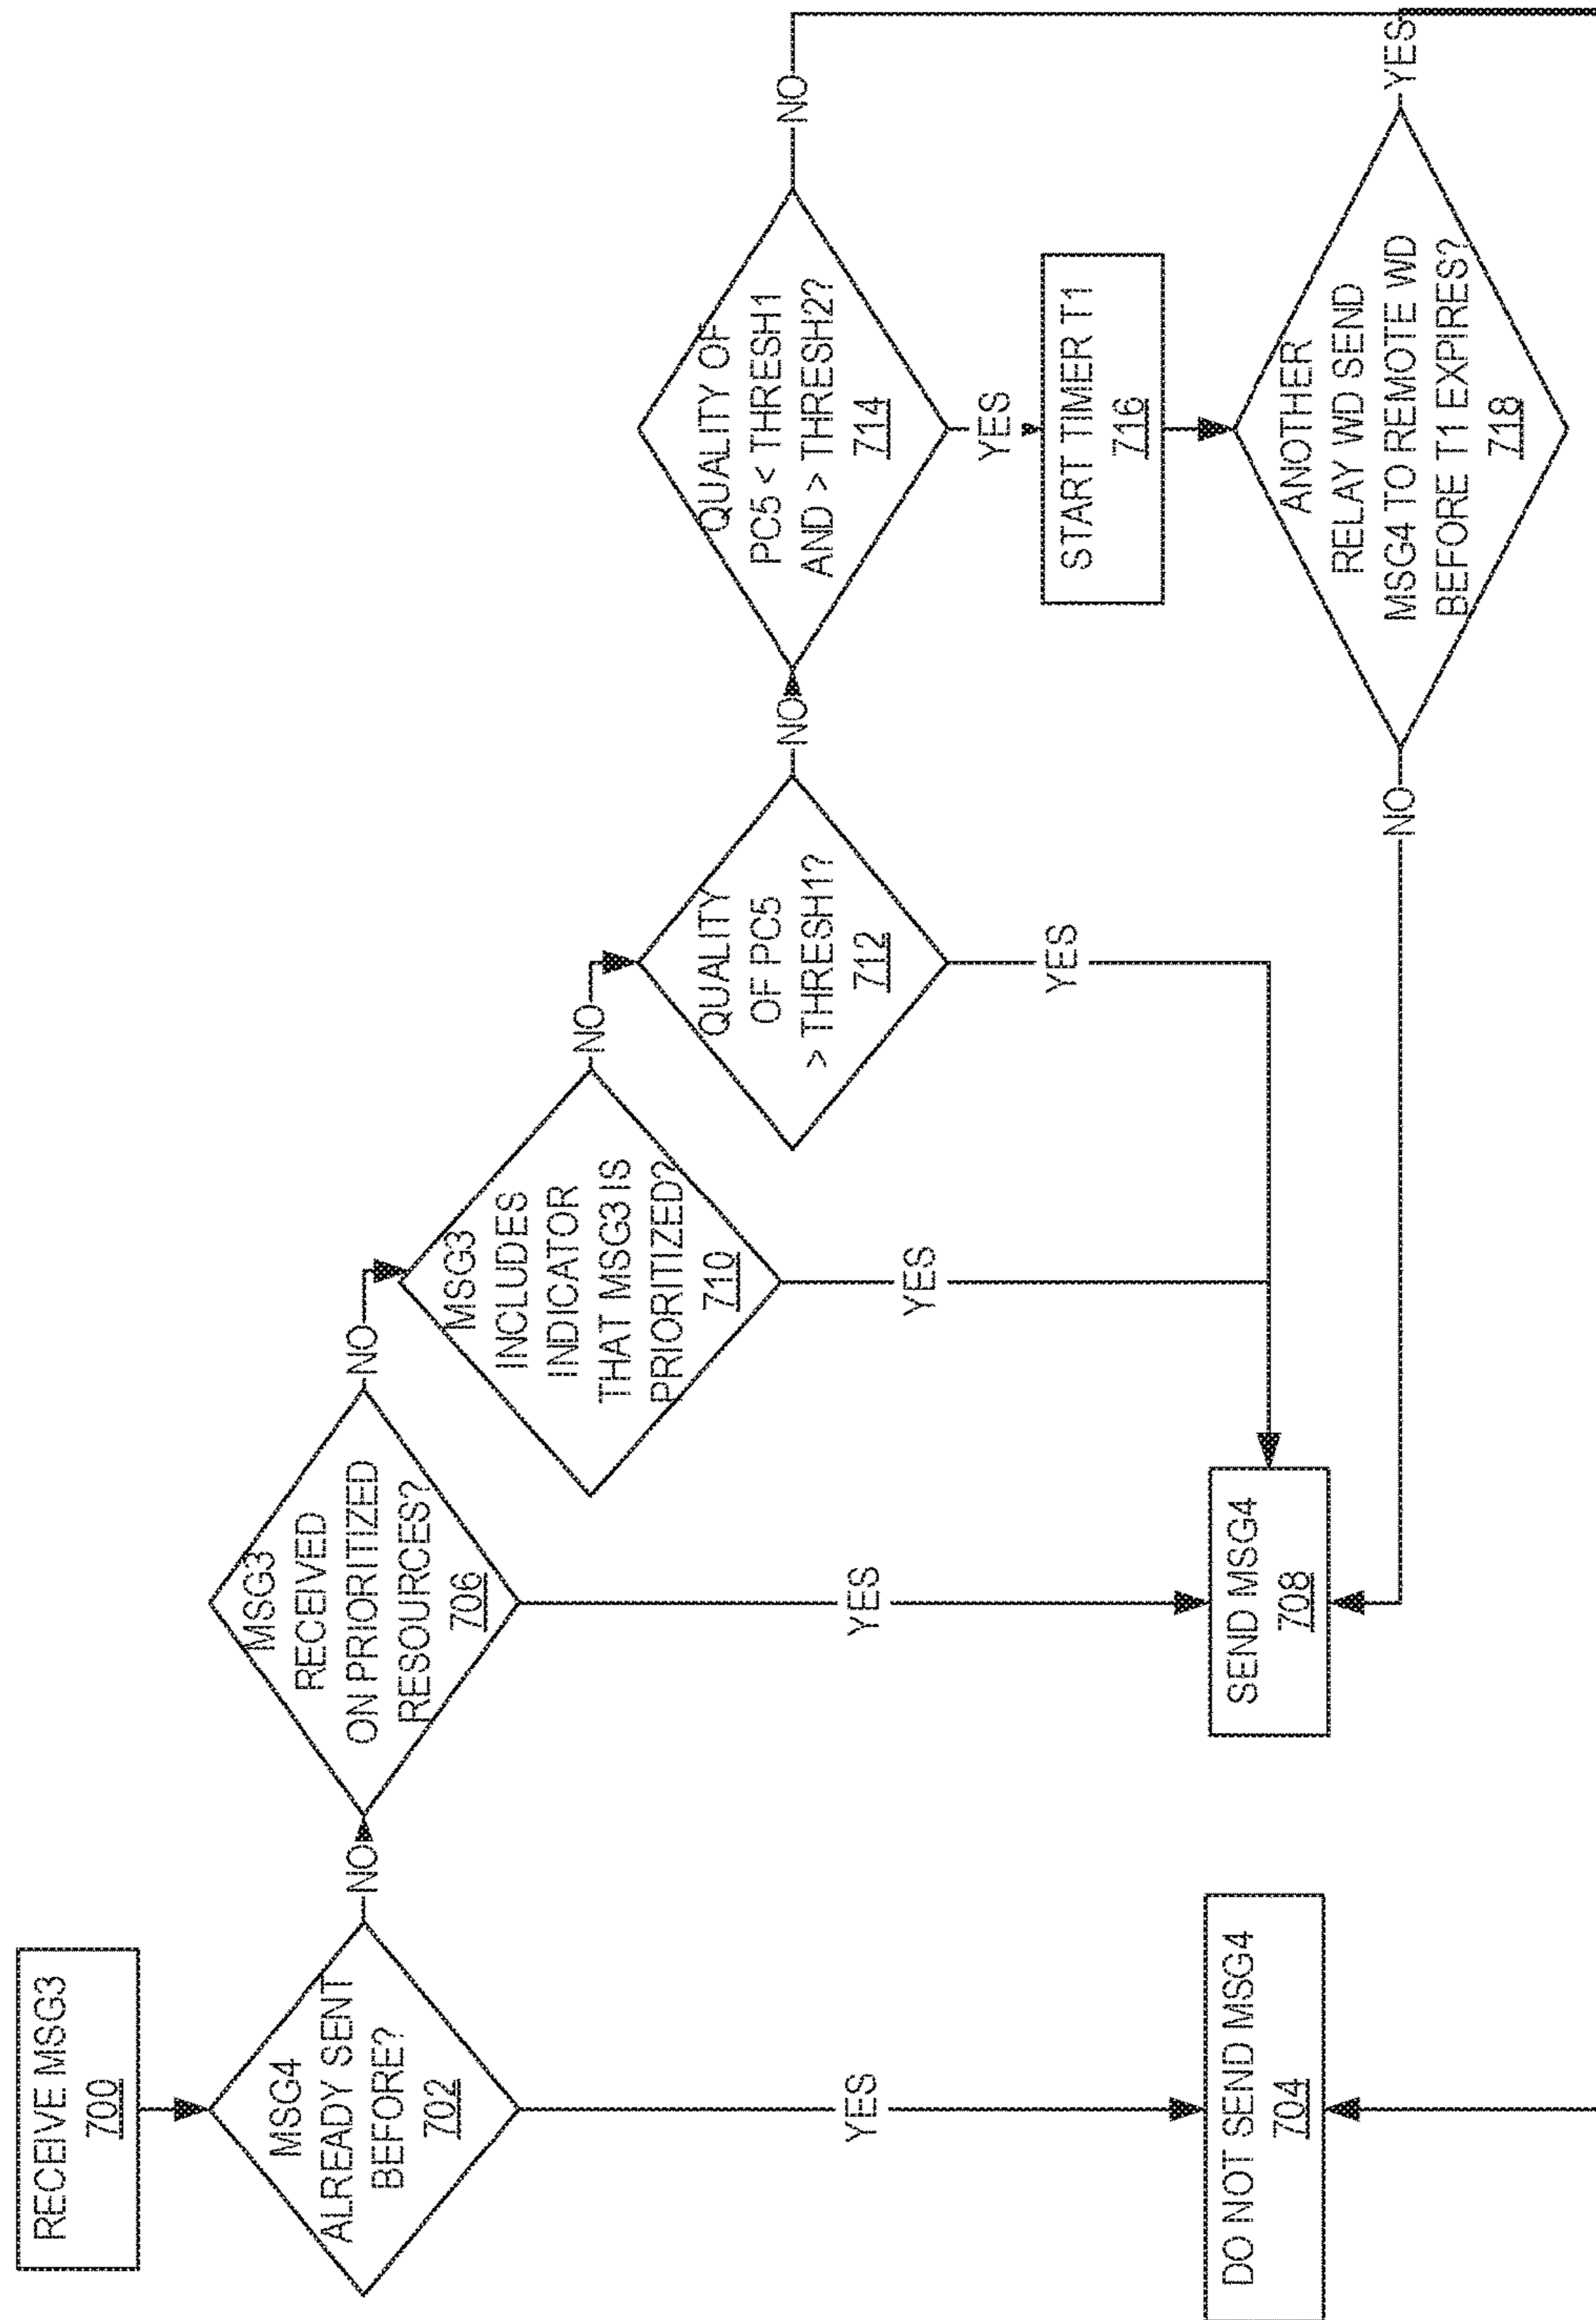 RECEIVE MSG3
700
MSG4
ALREADY SENT
BEFORE?
702
NO
YES
DO NOT SEND MSG4
704
MSG3
RECEIVED
ON PRIORITIZED
RESOURCES?
706
NO
YES
SEND MSG4
708
MSG3
INCLUDES
INDICATOR
THAT MSG3 IS
PRIORITIZED?
710
NO
YES
QUALITY
OF PC5
> THRESH1?
712
NO
YES
QUALITY OF
PC5 < THRESH1
AND > THRESH2?
714
NO
YES
START TIMER T1
716
ANOTHER
RELAY WD SEND
MSG4 TO REMOTE WD
BEFORE T1 EXPIRES?
718
NO
YES